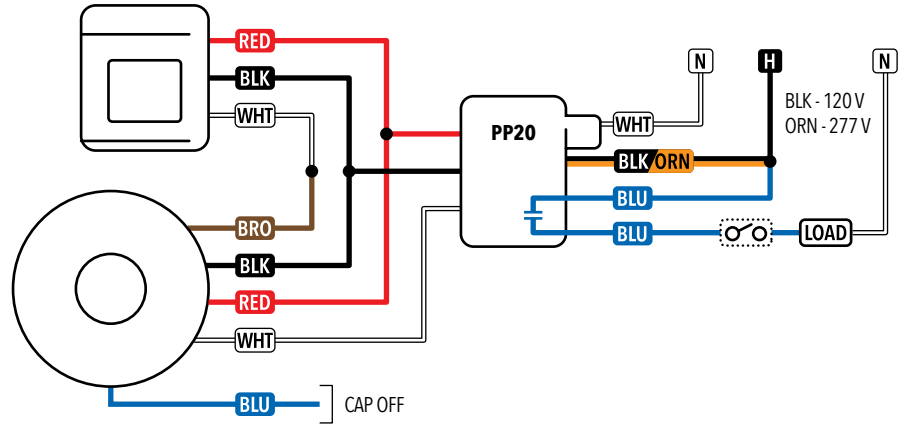 RED
BLK
WHT
BRO
BLK
RED
WHT
BLU
CAP OFF
PP20
WHT
N
H
N
BLK - 120 V
ORN - 277 V
BLK/ORN
BLU
BLU
LOAD